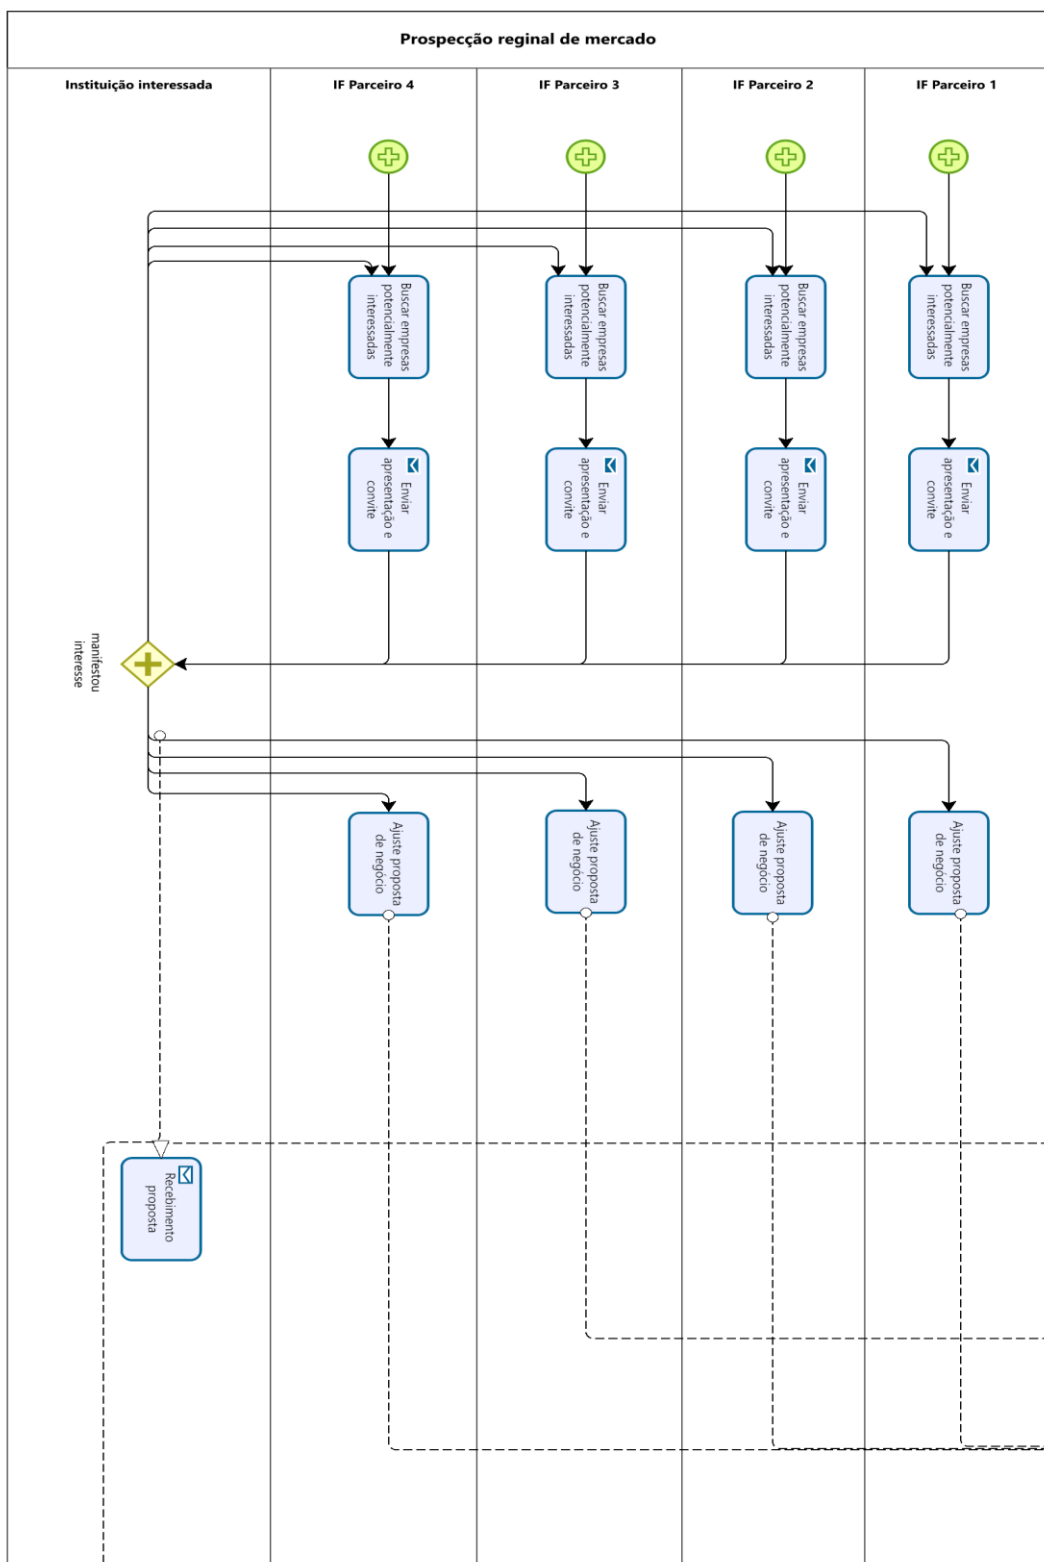 Prospecção reginal de mercado
Instituição interessada
IF Parceiro 4
IF Parceiro 3
IF Parceiro 2
IF Parceiro 1
Buscar empresas
potencialmente
interessadas
Buscar empresas
potencialmente
interessadas
Buscar empresas
potencialmente
interessadas
Buscar empresas
potencialmente
interessadas
Enviar
apresentação e
convite
Enviar
apresentação e
convite
Enviar
apresentação e
convite
Enviar
apresentação e
convite
manifestou
interesse
Ajuste proposta
de negócio
Ajuste proposta
de negócio
Ajuste proposta
de negócio
Ajuste proposta
de negócio
Recebimento
proposta